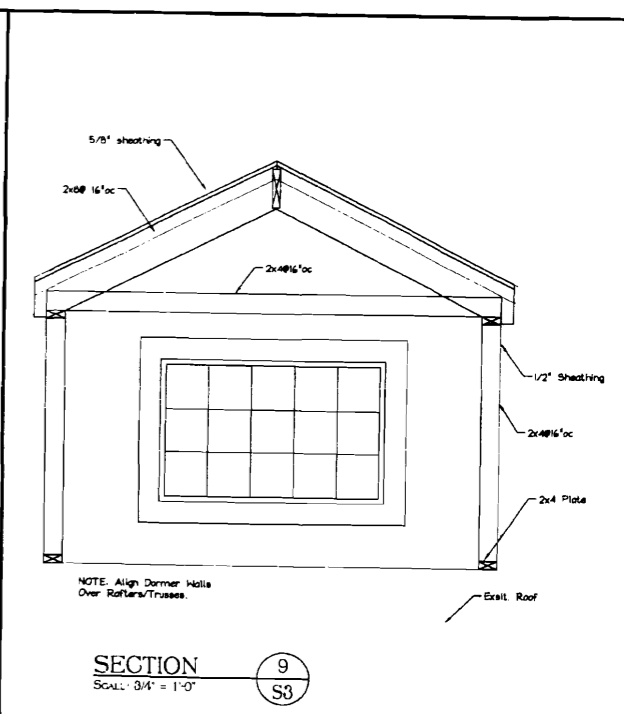 5/8" sheathing
2x8@ 16"oc
2x4@16"oc
1/2" Sheathing
2x4@16"oc
2x4 Plate
NOTE. Align Dormer Walls
Over Rafters/Trusses.
Exsit. Roof
SECTION
9
SCALE: 3/4" = 1'-0"
S3